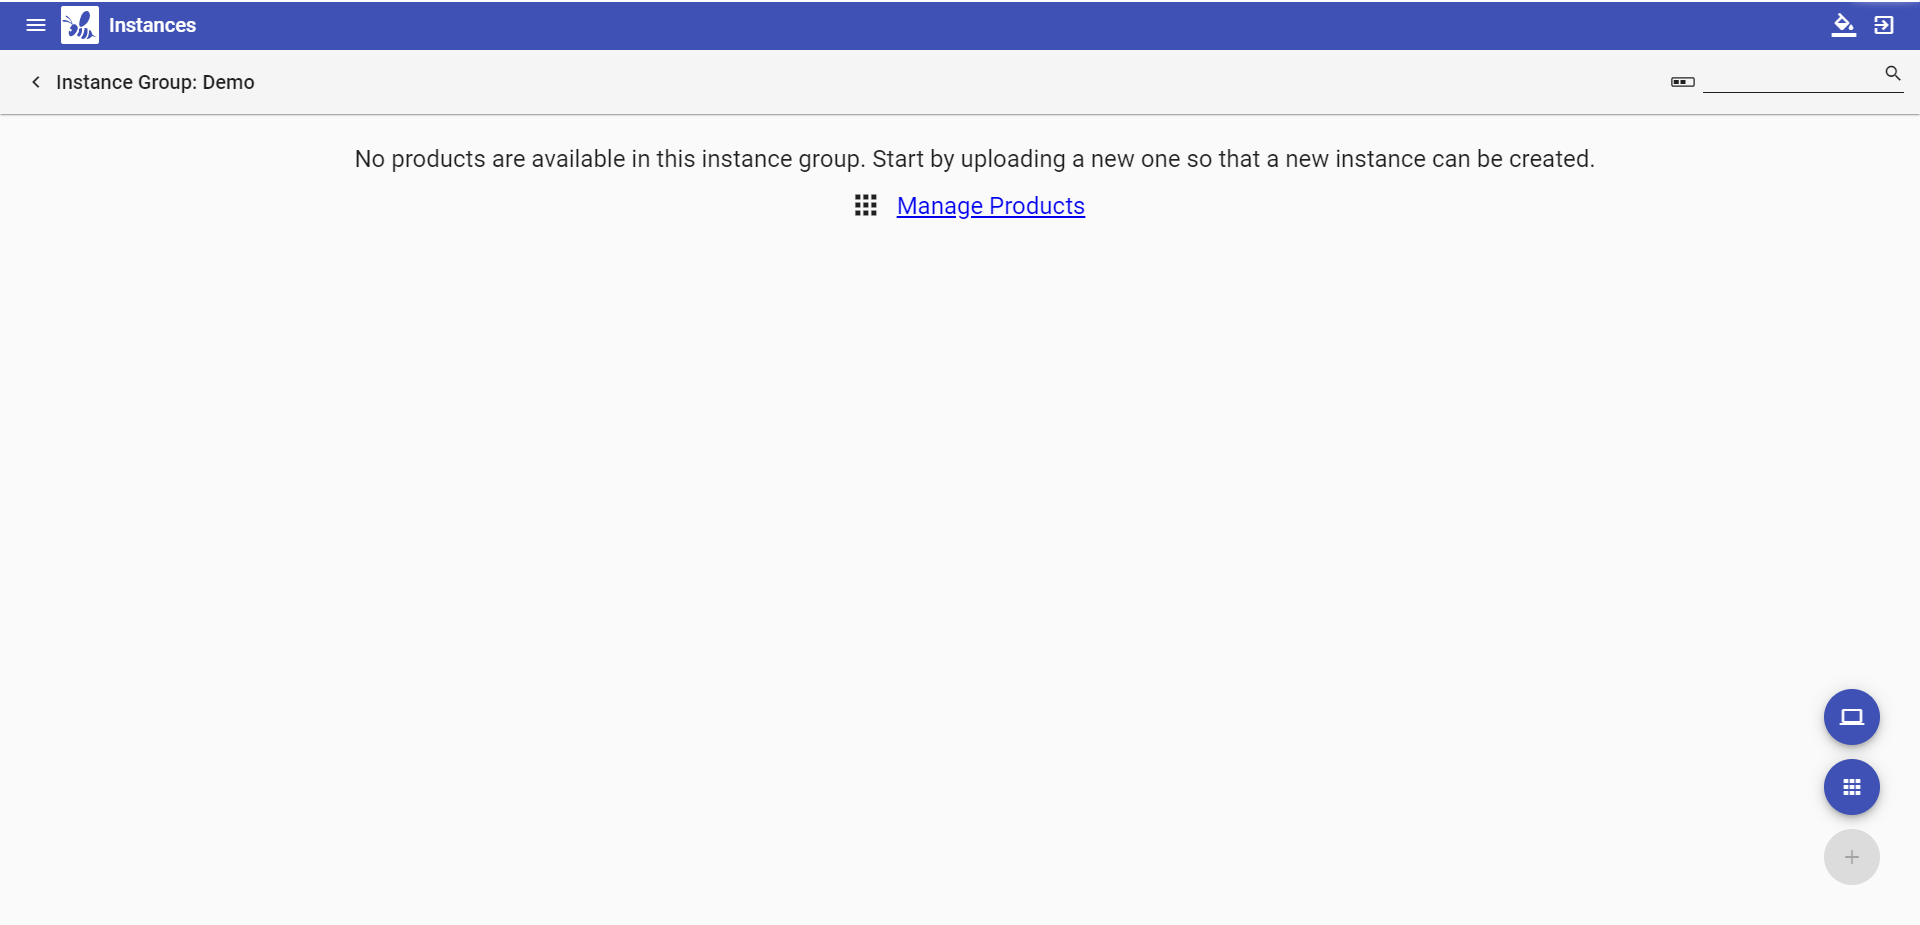 Instances
Instance Group: Demo
No products are available in this instance group. Start by uploading a new one so that a new instance can be created.
Manage Products